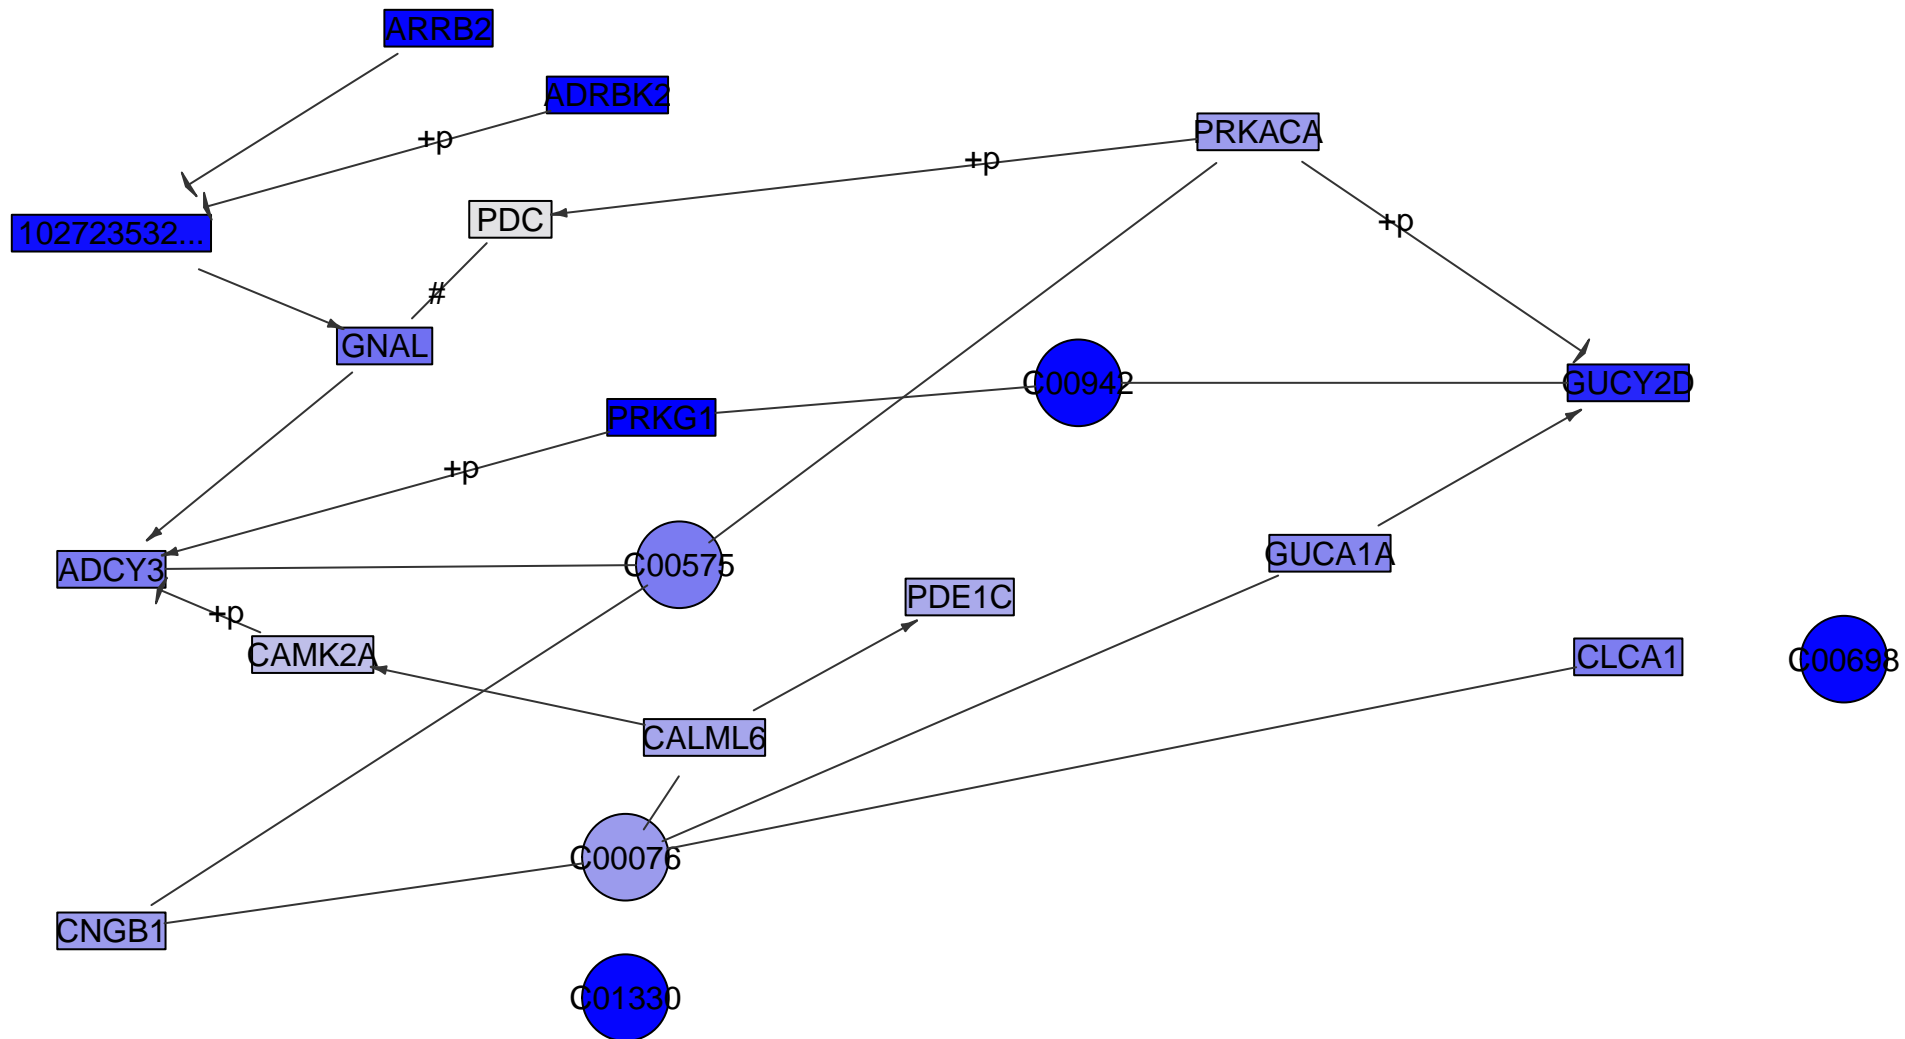 ARRB2
ADRBK2
+p
PRKACA
+p
102723532...
PDC
+p
#
GNAL
C00942
GUCY2D
PRKG1
+p
ADCY3
C00575
GUCA1A
PDE1C
+p
CAMK2A
CLCA1
C00698
CALML6
C00076
CNGB1
C01330